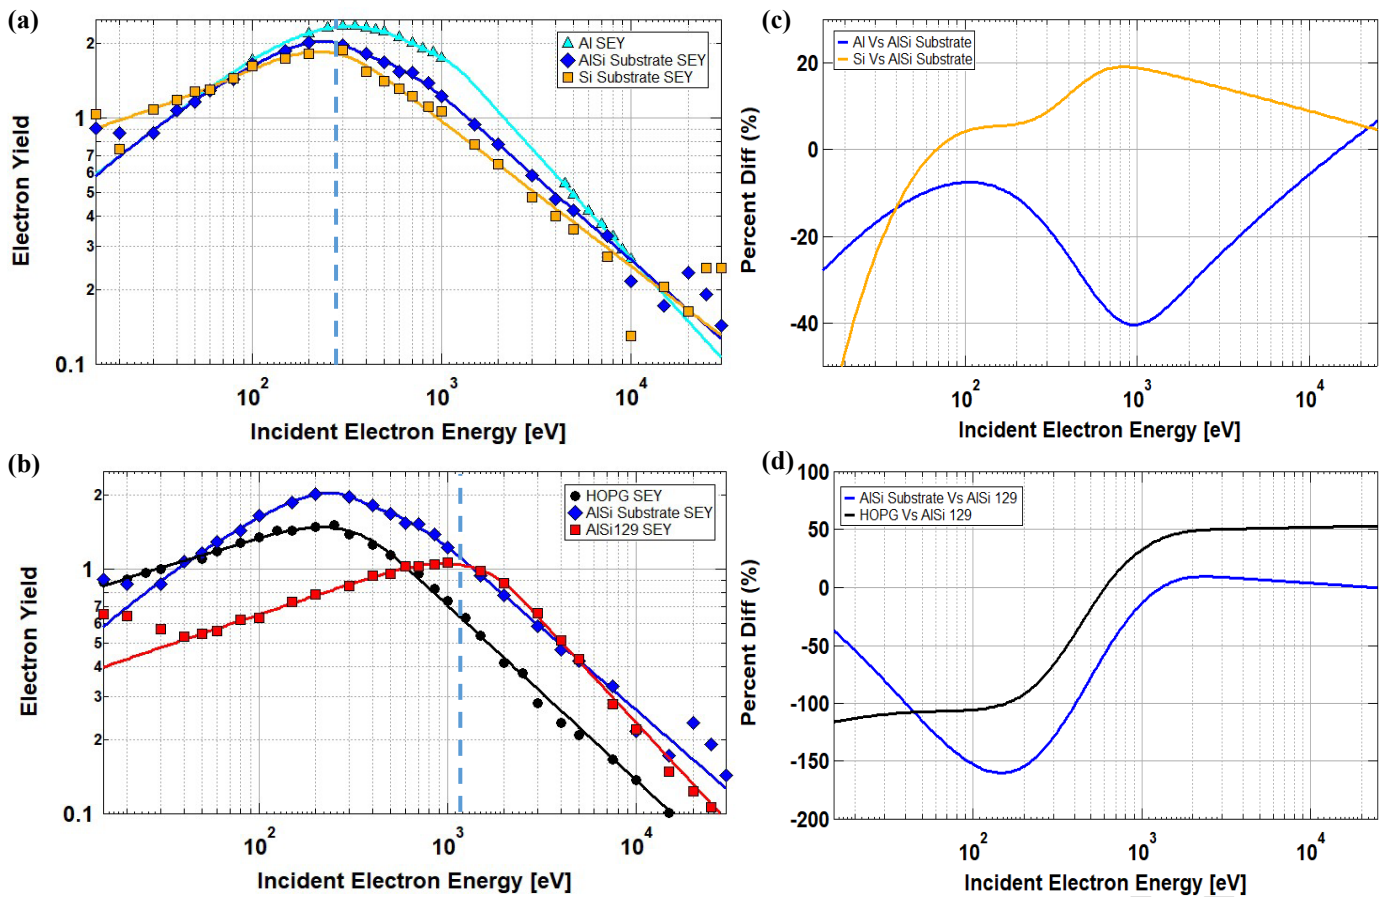 (a)
2
1
7
6
5
4
3
2
0.1
Electron Yield
Al SEY
AlSi Substrate SEY
Si Substrate SEY
10^2
10^3
10^4
Incident Electron Energy [eV]
(c)
20
0
-20
-40
Percent Diff (%)
Al Vs AlSi Substrate
Si Vs AlSi Substrate
10^2
10^3
10^4
Incident Electron Energy [eV]
(b)
2
1
7
6
5
4
3
2
0.1
Electron Yield
HOPG SEY
AlSi Substrate SEY
AlSi129 SEY
10^2
10^3
10^4
Incident Electron Energy [eV]
(d)
100
50
0
-50
-100
-150
-200
Percent Diff (%)
AlSi Substrate Vs AlSi 129
HOPG Vs AlSi 129
10^2
10^3
10^4
Incident Electron Energy [eV]